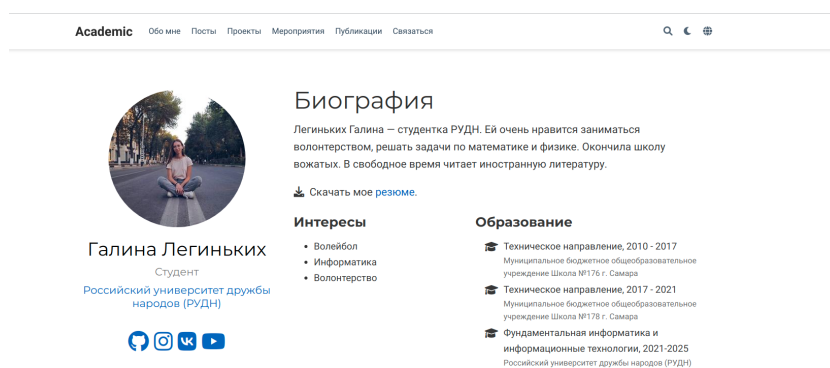 Academic Обо мне Посты Проекты Мероприятия Публикации Связаться
Биография
Легиньких Галина — студентка РУДН. Ей очень нравится заниматься
волонтерством, решать задачи по математике и физике. Окончила школу
вожатых. В свободное время читает иностранную литературу.
Скачать мое резюме.
Галина Легиньких
Студент
Российский университет дружбы
народов (РУДН)
Интересы
Волейбол
Информатика
Волонтерство
Образование
Техническое направление, 2010 - 2017
Муниципальное бюджетное общеобразовательное
учреждение Школа №176 г. Самара
Техническое направление, 2017 - 2021
Муниципальное бюджетное общеобразовательное
учреждение Школа №178 г. Самара
Фундаментальная информатика и
информационные технологии, 2021-2025
Российский университет дружбы народов (РУДН)